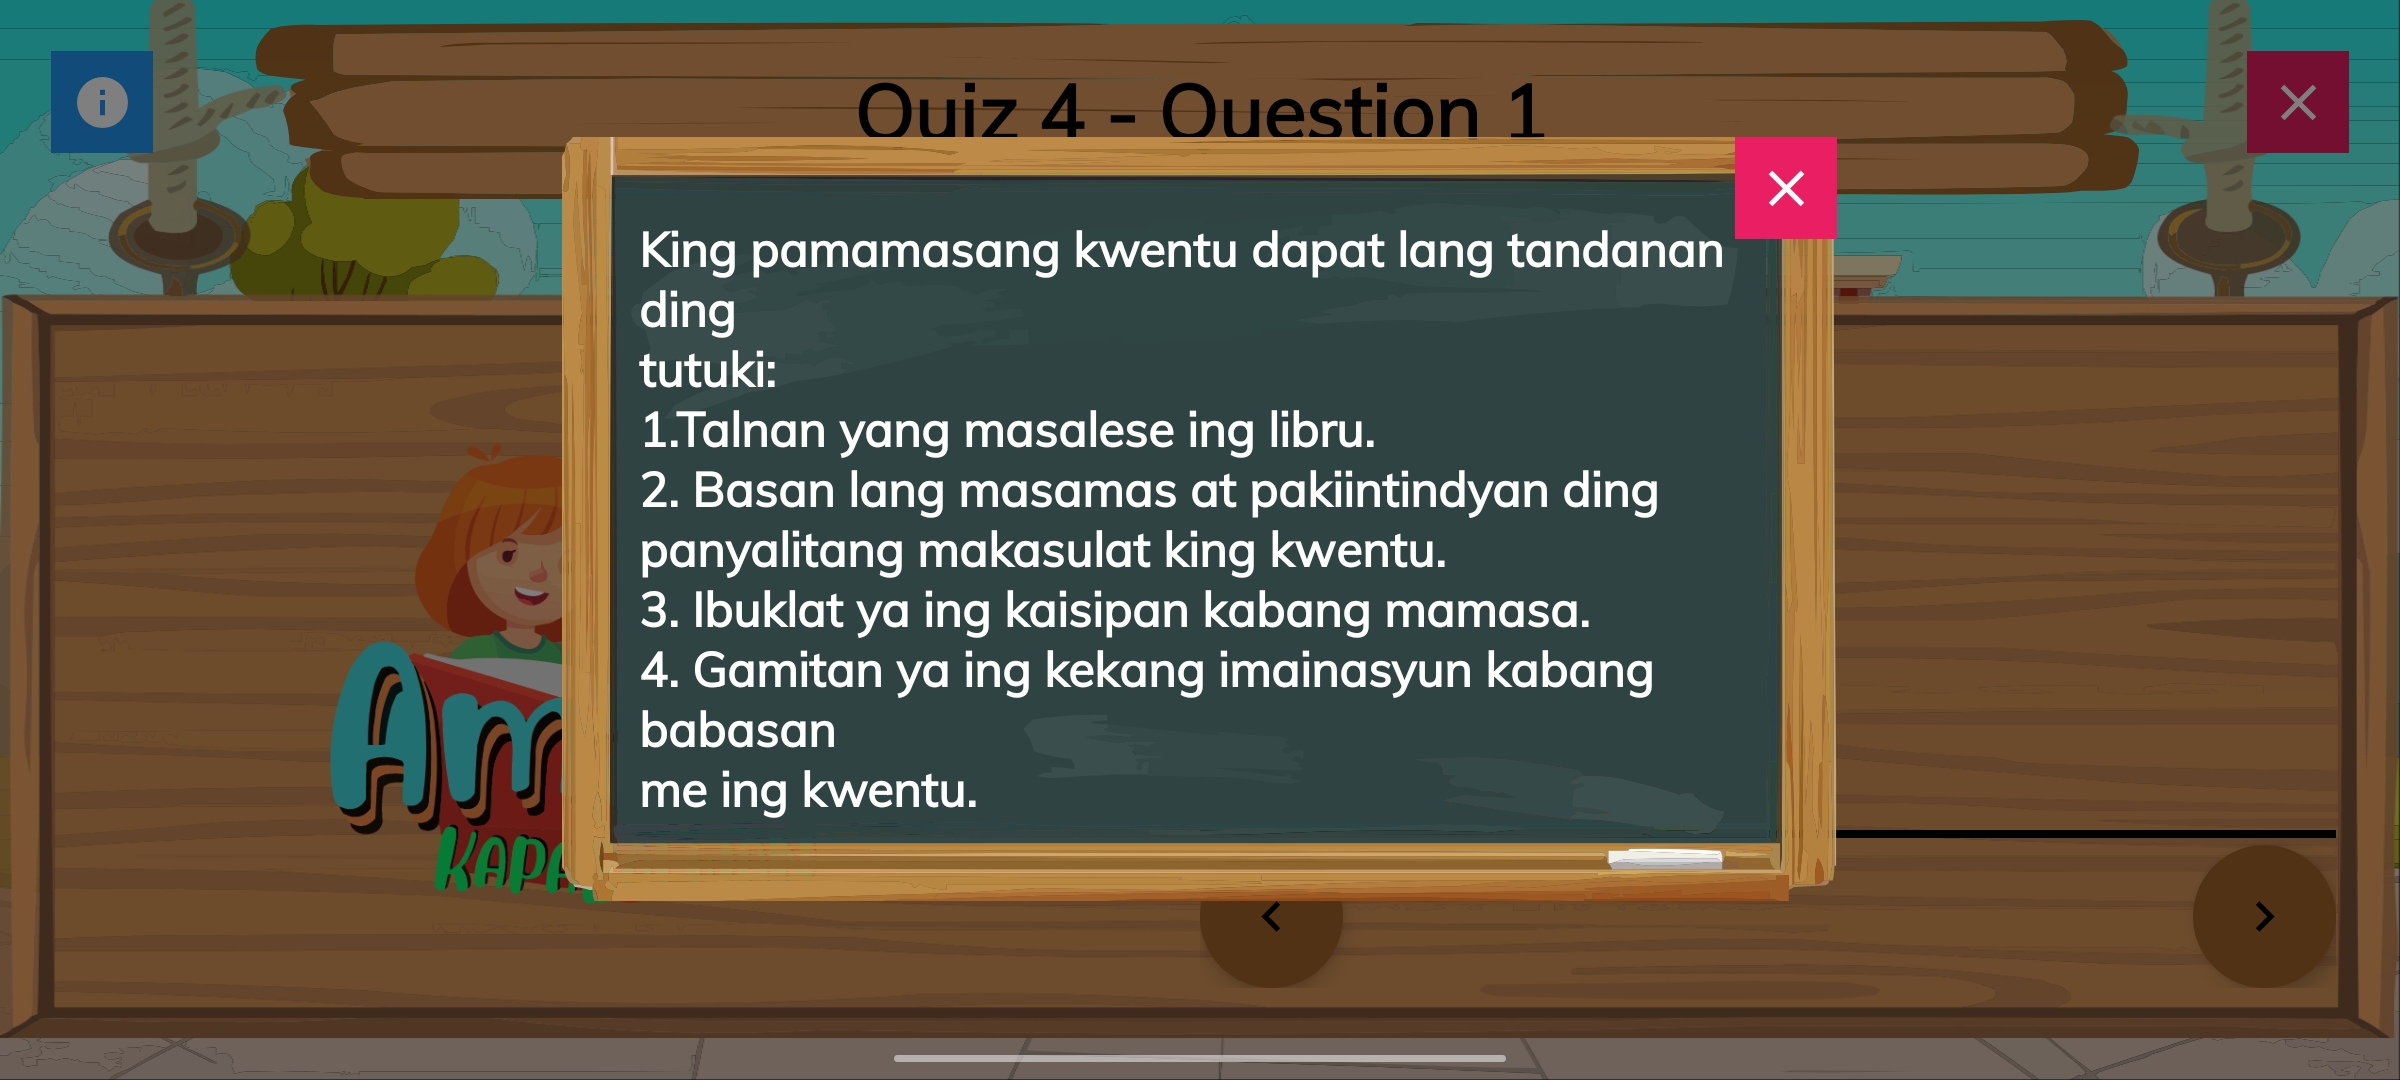 Quiz 4 - Question 1
King pamamasang kwentu dapat lang tandanan
ding
tutuki:
1.Talnan yang masalese ing libru.
2. Basan lang masamas at pakiintindyan ding
panyalitang makasulat king kwentu.
3. Ibuklat ya ing kaisipan kabang mamasa.
4. Gamitan ya ing kekang imainasyun kabang
babasan
me ing kwentu.